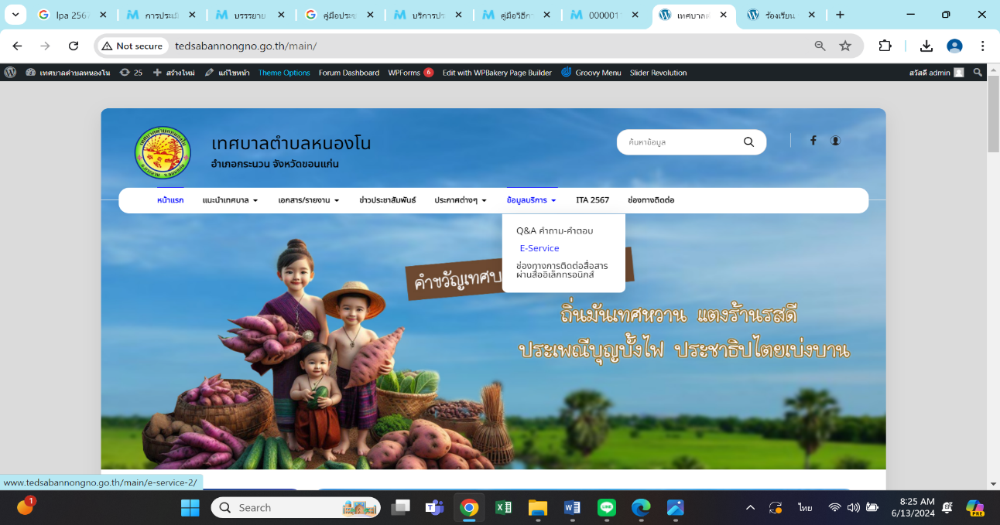 lpa 256
การประเมิ
บรรรยาย
คู่มือประช
บริการปร
คู่มือวิธีก
0000011
เทศบาลต
ร้องเรียน
Not secure
tedsabannongno.go.th/main/
เทศบาลตำบลหนองโน 25 สร้างใหม่ แก้ไขหน้า Theme Options Forum Dashboard WPForms 6 Edit with WPBakery Page Builder Groovy Menu Slider Revolution สวัสดี admin
เทศบาลตำบลหนองโน
อำเภอกระนวน จังหวัดขอนแก่น
ค้นหาข้อมูล
หน้าแรก แนะนำเทศบาล เอกสาร/รายงาน ข่าวประชาสัมพันธ์ ประกาศต่างๆ ข้อมูลบริการ ITA 2567 ช่องทางติดต่อ
Q&A คำถาม-คำตอบ
E-Service
ช่องทางการติดต่อสื่อสาร
ผ่านสื่ออิเล็กทรอนิกส์
คำขวัญเทศบ
ถิ่นมันเทศหวาน แตงร้านรสดี
ประเพณีบุญบั้งไฟ ประชาธิปไตยเบ่งบาน
www.tedsabannongno.go.th/main/e-service-2/
1
Search
ไทย
8:25 AM
6/13/2024
PRE